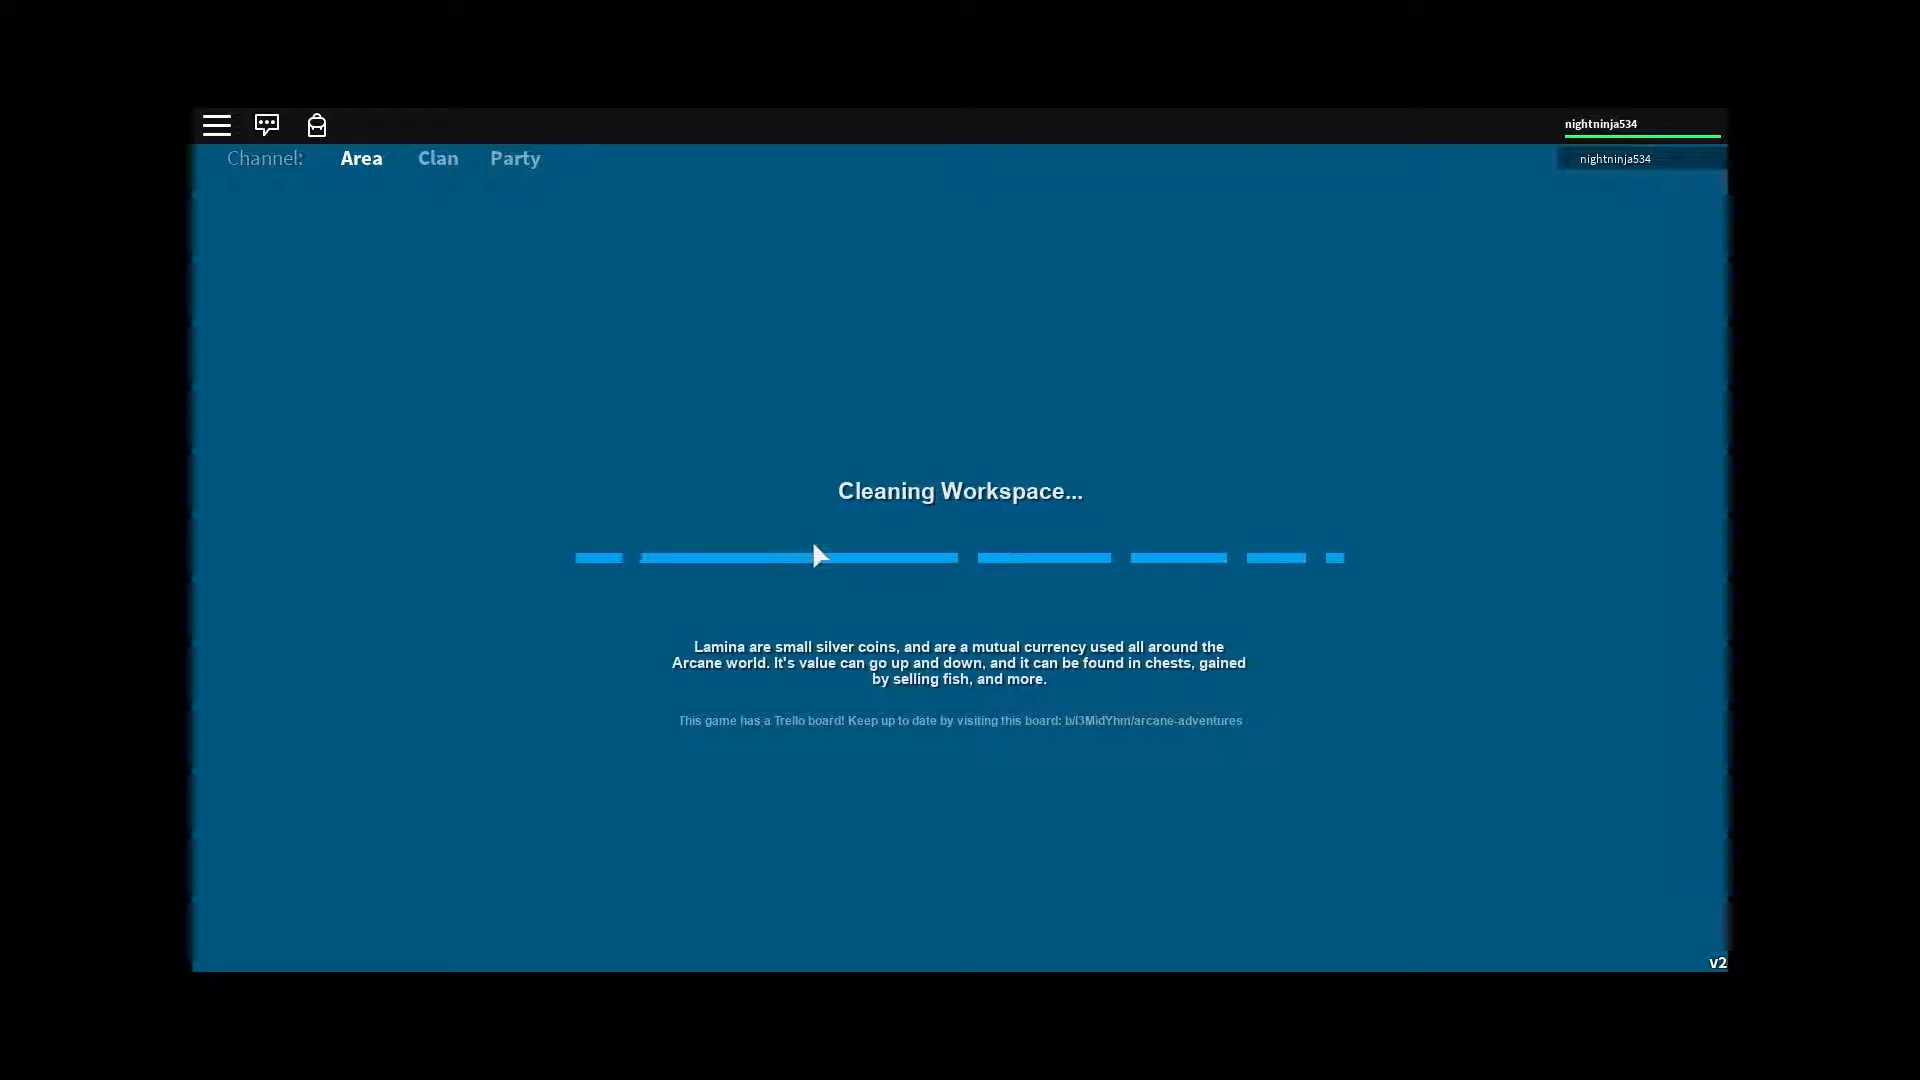 nightninja534
Channel: Area Clan Party
nightninja534
Cleaning Workspace...
Lamina are small silver coins, and are a mutual currency used all around the
Arcane world. It's value can go up and down, and it can be found in chests, gained
by selling fish, and more.
This game has a Trello board! Keep up to date by visiting this board: b/I3MidYhm/arcane-adventures
v2